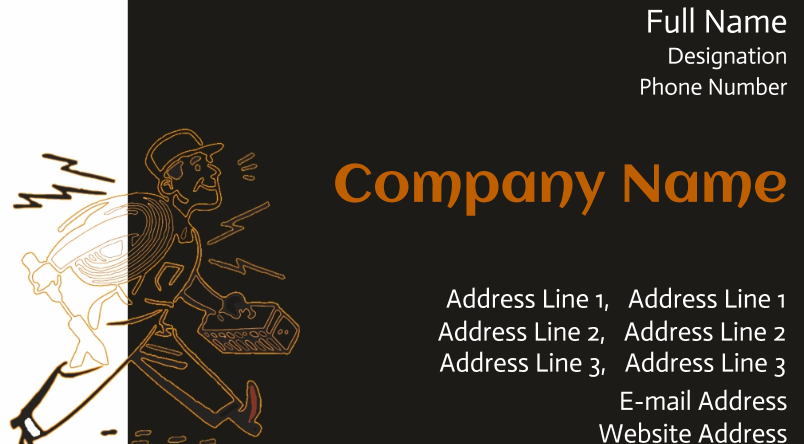 Full Name
Designation
Phone Number
Company Name
Address Line 1, Address Line 1
Address Line 2, Address Line 2
Address Line 3, Address Line 3
E-mail Address
Website Address